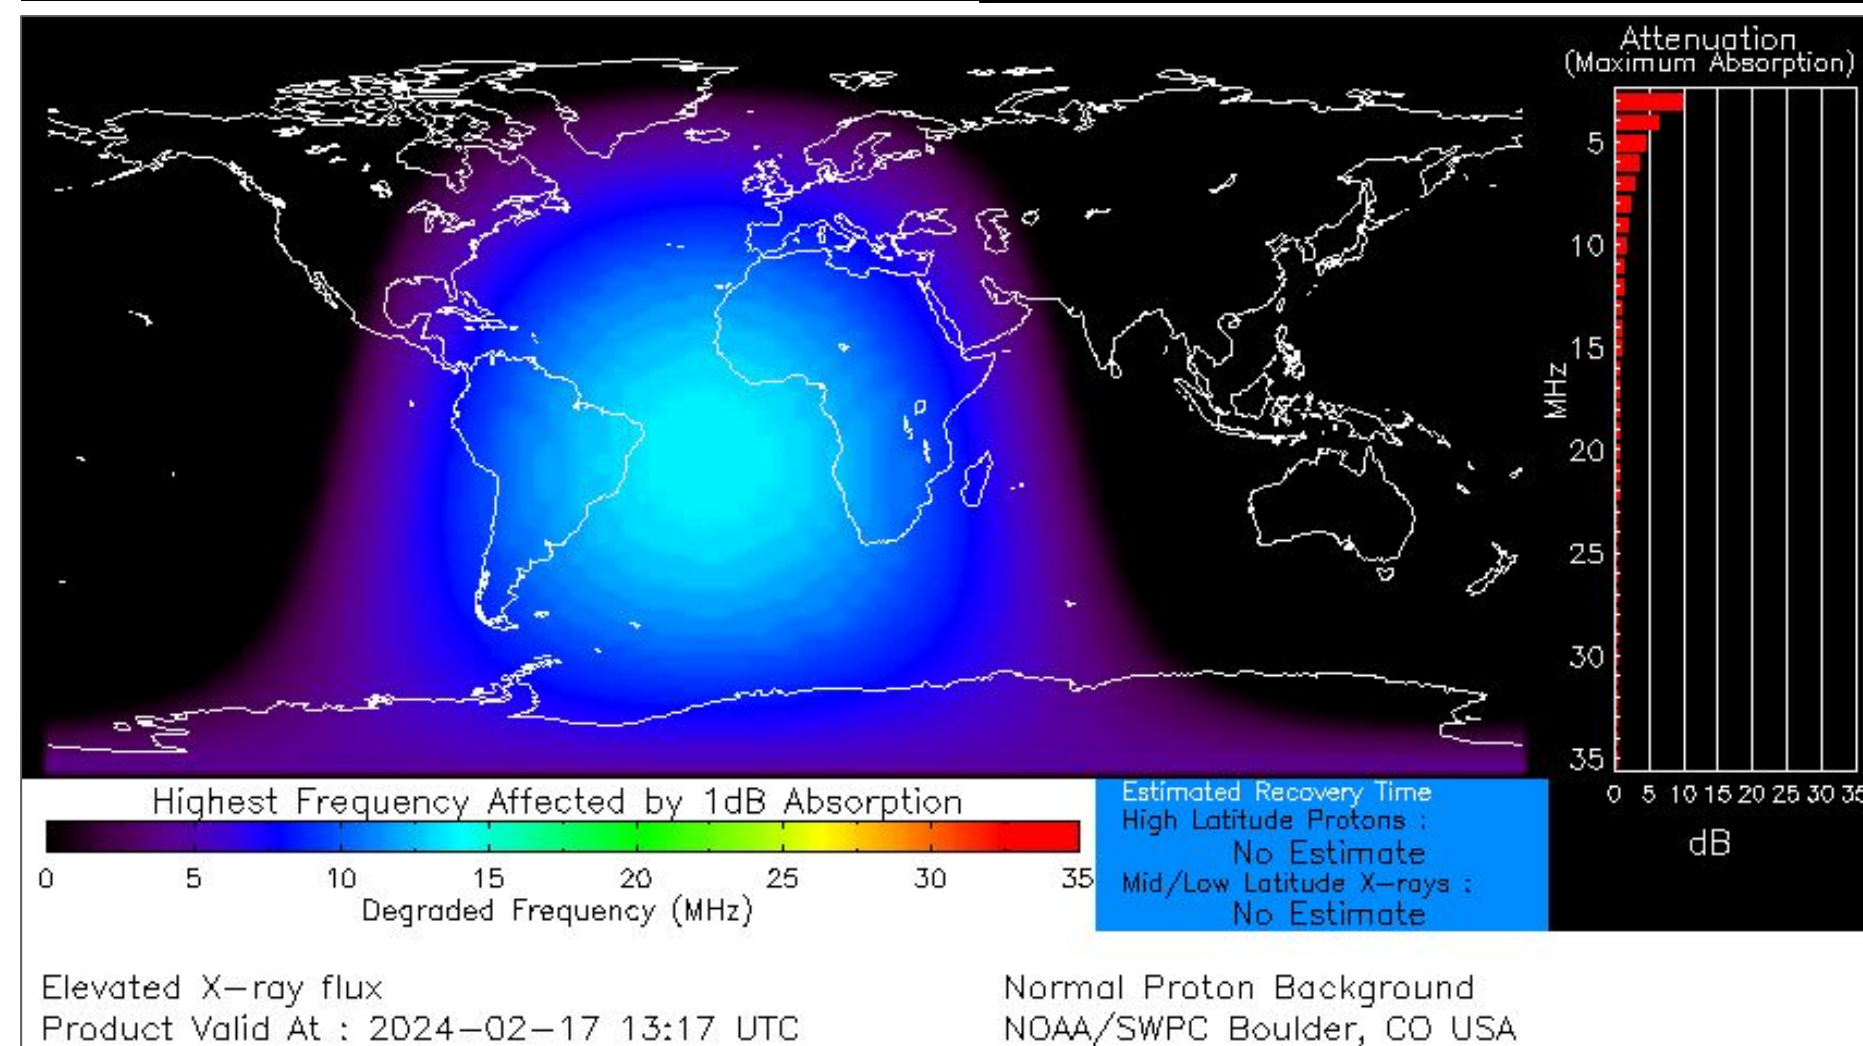 Attenuation
(Maximum Absorption)
5
10
15
20
25
30
35
MHz
0 5 10 15 20 25 30 35
dB
Highest Frequency Affected by 1dB Absorption
0 5 10 15 20 25 30 35
Degraded Frequency (MHz)
Estimated Recovery Time
High Latitude Protons :
No Estimate
Mid/Low Latitude X-rays :
No Estimate
Elevated X-ray flux
Normal Proton Background
Product Valid At : 2024-02-17 13:17 UTC
NOAA/SWPC Boulder, CO USA